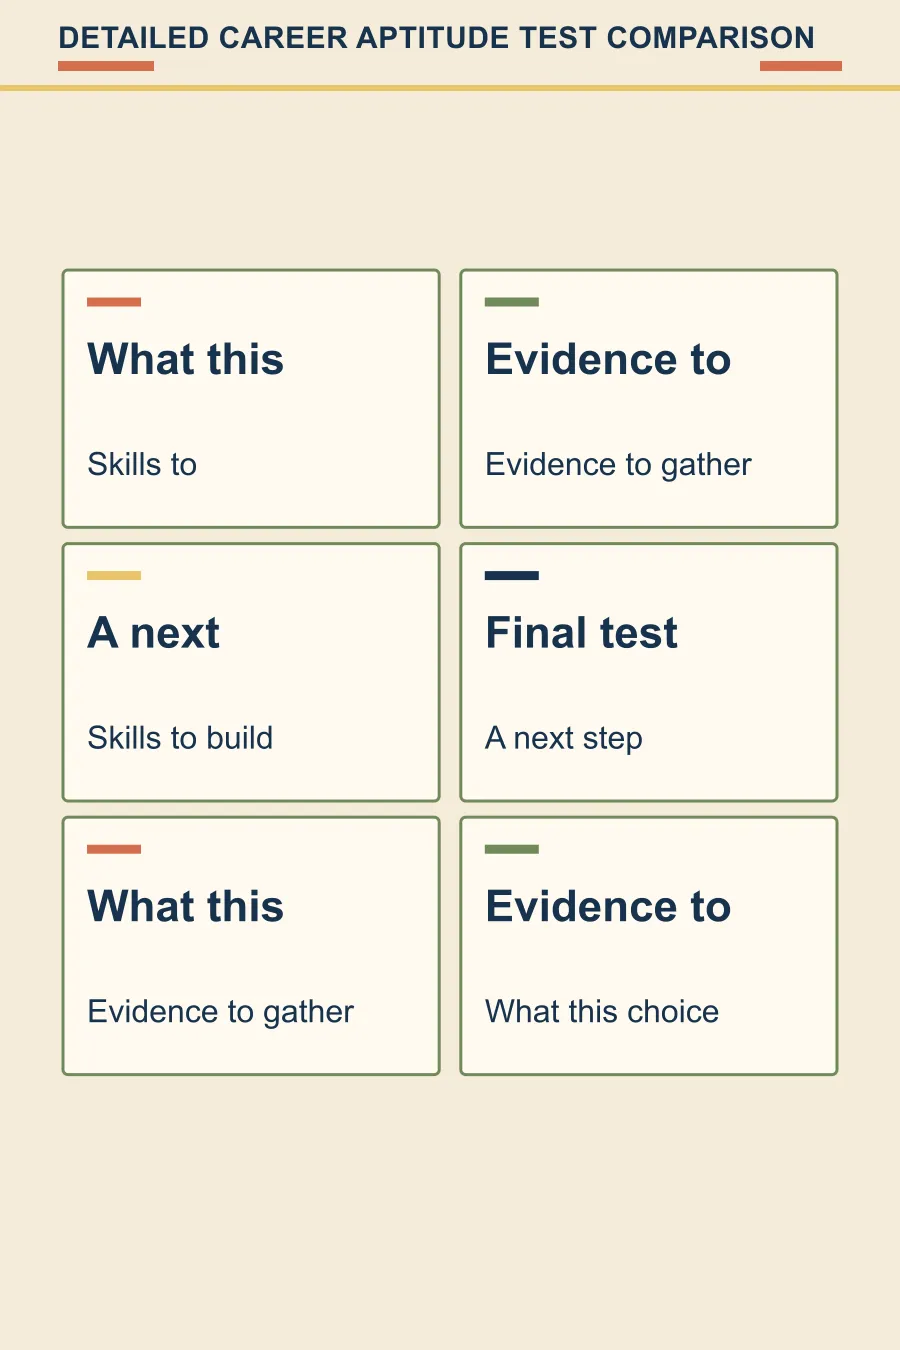 DETAILED CAREER APTITUDE TEST COMPARISON
What this
Skills to
Evidence to
Evidence to gather
A next
Skills to build
Final test
A next step
What this
Evidence to gather
Evidence to
What this choice